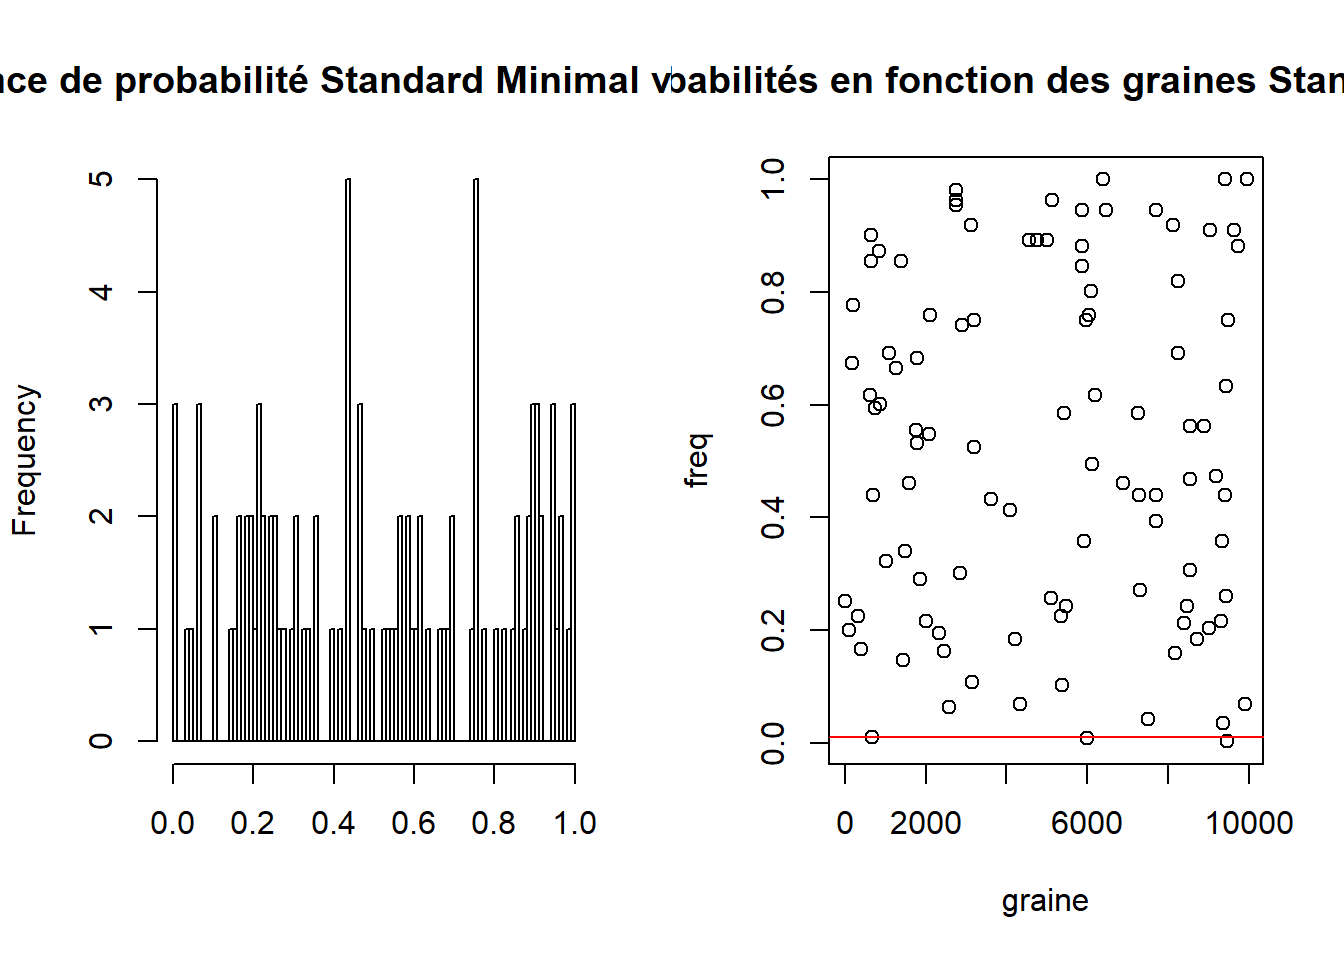 nce de probabilité Standard Minimal v
babilités en fonction des graines Stan
Frequency
5
4
3
2
1
0
0.0 0.2 0.4 0.6 0.8 1.0
freq
1.0
0.8
0.6
0.4
0.2
0.0
0 2000 6000 10000
graine